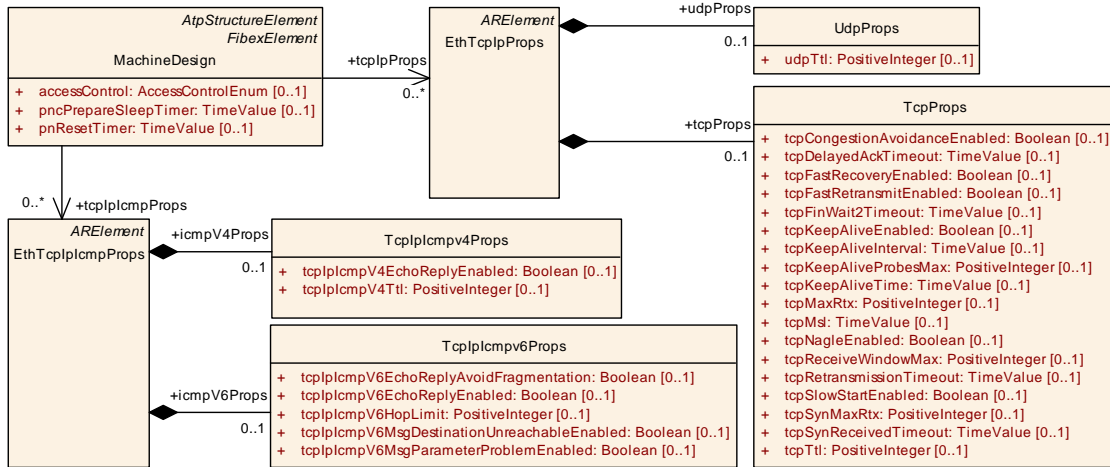 AtpStructureElement
FibexElement
MachineDesign
+ accessControl: AccessControlEnum [0..1]
+ pncPrepareSleepTimer: TimeValue [0..1]
+ pnResetTimer: TimeValue [0..1]
+tcpIpProps
0..*
ARElement
EthTcpIpProps
+udpProps
0..1
UdpProps
+ udpTtl: PositiveInteger [0..1]
+tcpProps
0..1
TcpProps
+ tcpCongestionAvoidanceEnabled: Boolean [0..1]
+ tcpDelayedAckTimeout: TimeValue [0..1]
+ tcpFastRecoveryEnabled: Boolean [0..1]
+ tcpFastRetransmitEnabled: Boolean [0..1]
+ tcpFinWait2Timeout: TimeValue [0..1]
+ tcpKeepAliveEnabled: Boolean [0..1]
+ tcpKeepAliveInterval: TimeValue [0..1]
+ tcpKeepAliveProbesMax: PositiveInteger [0..1]
+ tcpKeepAliveTime: TimeValue [0..1]
+ tcpMaxRtx: PositiveInteger [0..1]
+ tcpMsl: TimeValue [0..1]
+ tcpNagleEnabled: Boolean [0..1]
+ tcpReceiveWindowMax: PositiveInteger [0..1]
+ tcpRetransmissionTimeout: TimeValue [0..1]
+ tcpSlowStartEnabled: Boolean [0..1]
+ tcpSynMaxRtx: PositiveInteger [0..1]
+ tcpSynReceivedTimeout: TimeValue [0..1]
+ tcpTtl: PositiveInteger [0..1]
0..*
+tcpIpIcmpProps
ARElement
EthTcpIpIcmpProps
+icmpV4Props
0..1
TcpIpIcmpv4Props
+ tcpIpIcmpV4EchoReplyEnabled: Boolean [0..1]
+ tcpIpIcmpV4Ttl: PositiveInteger [0..1]
+icmpV6Props
0..1
TcpIpIcmpv6Props
+ tcpIpIcmpV6EchoReplyAvoidFragmentation: Boolean [0..1]
+ tcpIpIcmpV6EchoReplyEnabled: Boolean [0..1]
+ tcpIpIcmpV6HopLimit: PositiveInteger [0..1]
+ tcpIpIcmpV6MsgDestinationUnreachableEnabled: Boolean [0..1]
+ tcpIpIcmpV6MsgParameterProblemEnabled: Boolean [0..1]